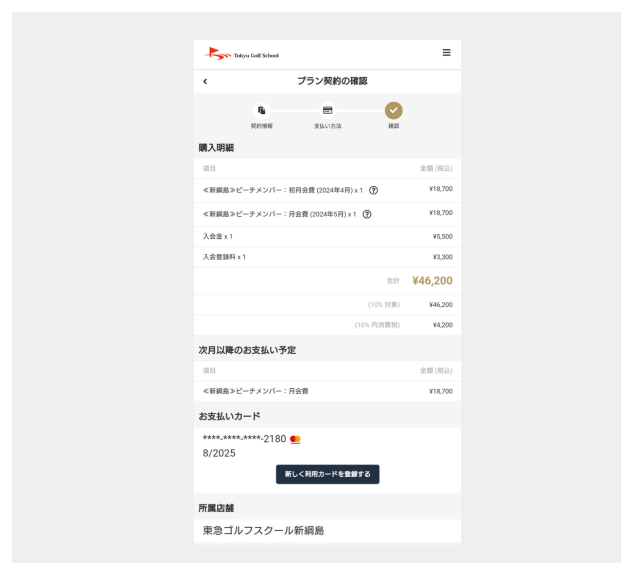 Tokyu Golf School
プラン契約の確認
契約情報 支払い方法 確認
購入明細
項目 金額 (税込)
≪新綱島≫ピーチメンバー：初月会費 (2024年4月) x 1 ? ¥18,700
≪新綱島≫ピーチメンバー：月会費 (2024年5月) x 1 ? ¥18,700
入会金 x 1 ¥5,500
入会登録料 x 1 ¥3,300
合計 ¥46,200
(10% 対象) ¥46,200
(10% 内消費税) ¥4,200
次月以降のお支払い予定
項目 金額 (税込)
≪新綱島≫ピーチメンバー：月会費 ¥18,700
お支払いカード
****-****-****-2180
8/2025
新しく利用カードを登録する
所属店舗
東急ゴルフスクール新綱島